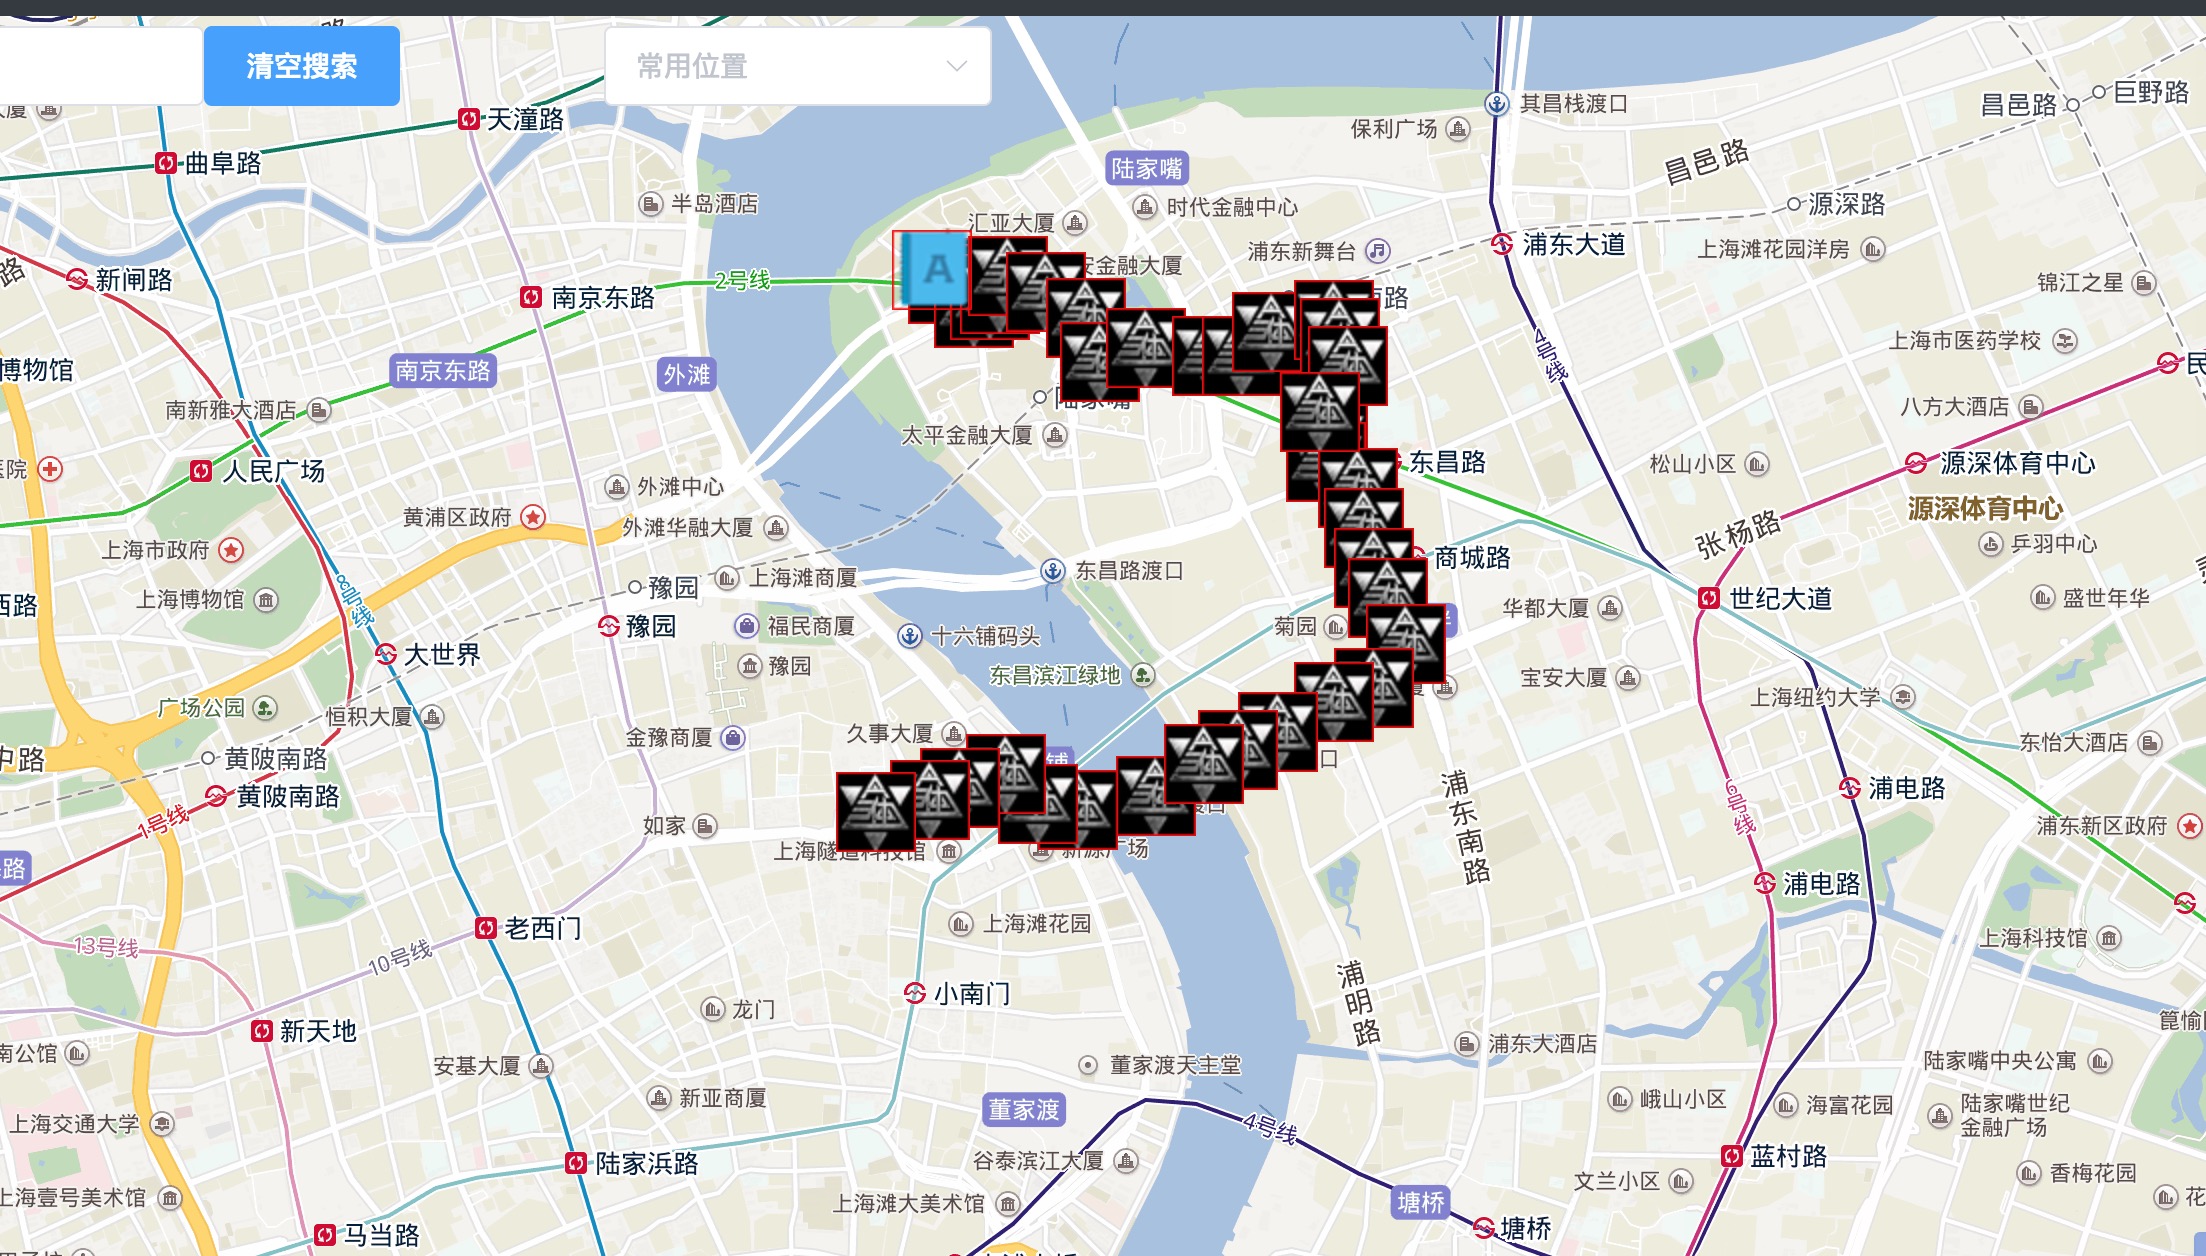 清空搜索
常用位置
天潼路
曲阜路
其昌栈渡口
保利广场
昌邑路
巨野路
昌邑路
陆家嘴
半岛酒店
汇亚大厦
时代金融中心
源深路
浦东新舞台
浦东大道
上海滩花园洋房
新闸路
2号线
南京东路
A
安金融大厦
锦江之星
4号线
上海市医药学校
南京东路
外滩
博物馆
陆家嘴
南新雅大酒店
太平金融大厦
八方大酒店
人民广场
外滩中心
东昌路
松山小区
源深体育中心
源深体育中心
黄浦区政府
外滩华融大厦
张杨路
上海市政府
商城路
乒羽中心
东昌路渡口
上海滩商厦
豫园
8号线
上海博物馆
世纪大道
盛世年华
华都大厦
豫园
福民商厦
十六铺码头
菊园
大世界
豫园
东昌滨江绿地
宝安大厦
上海纽约大学
广场公园
恒积大厦
金豫商厦
久事大厦
东怡大酒店
黄陂南路
黄陂南路
浦电路
6号线
1号线
如家
浦东南路
浦东新区政府
上海隧道科技馆
新源广场
浦电路
上海滩花园
老西门
13号线
10号线
上海科技馆
小南门
浦明路
龙门
新天地
南公馆
浦东大酒店
安基大厦
董家渡天主堂
陆家嘴中央公寓
新亚商厦
董家渡
4号线
峨山小区
海富花园
陆家嘴世纪
金融广场
上海交通大学
陆家浜路
谷泰滨江大厦
蓝村路
文兰小区
香梅花园
上海壹号美术馆
上海滩大美术馆
塘桥
塘桥
马当路